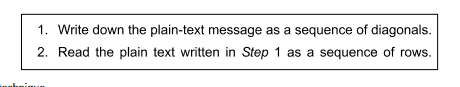 1. Write down the plain-text message as a sequence of diagonals.
2. Read the plain text written in Step 1 as a sequence of rows.